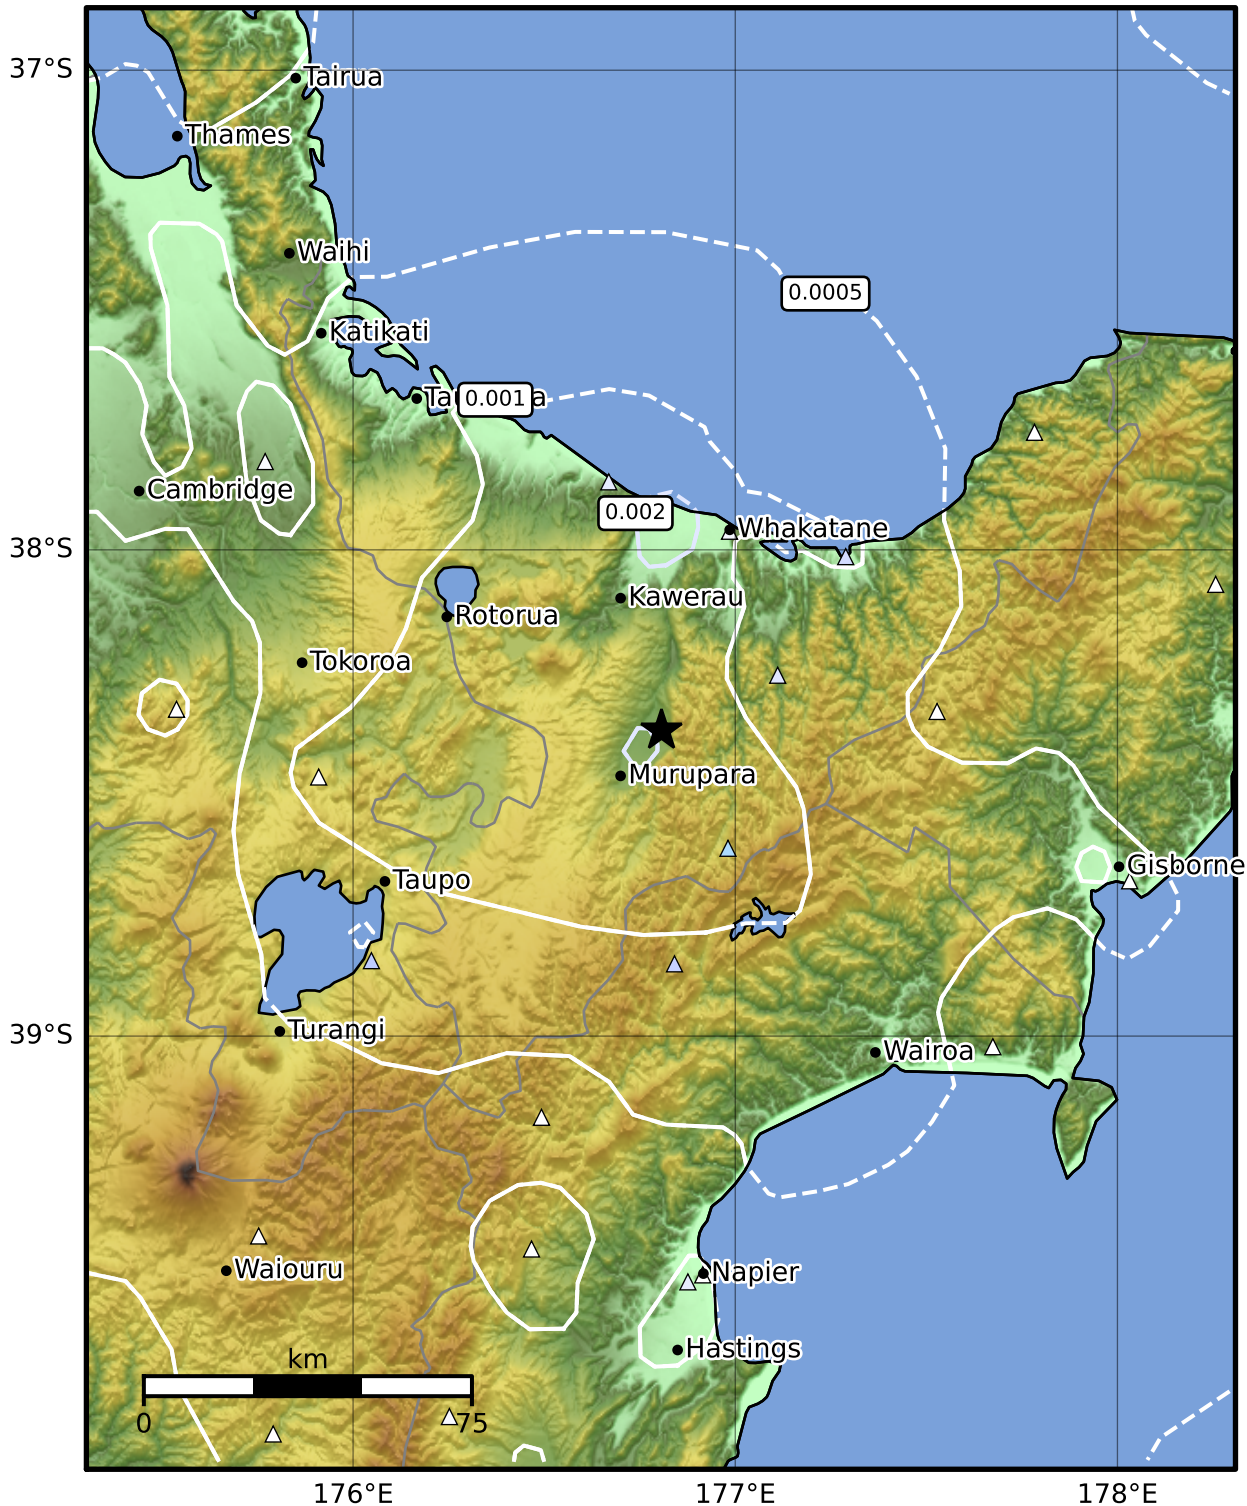 37°S
Tairua
Thames
Waihi
0.0005
Katikati
0.001
Cambridge
0.002
Whakatane
38°S
Kawerau
Rotorua
Tokoroa
Murupara
Gisborne
Taupo
Turangi
39°S
Wairoa
Waiouru
Napier
Hastings
km
0
75
176°E
177°E
178°E